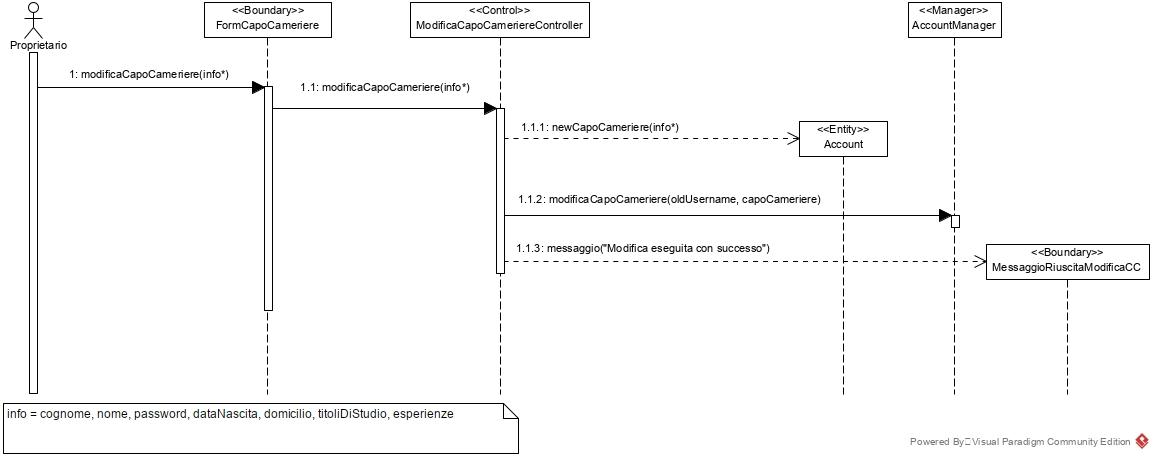 <<Boundary>>
FormCapoCameriere
<<Control>>
ModificaCapoCameriereController
<<Manager>>
AccountManager
Proprietario
1: modificaCapoCameriere(info*)
1.1: modificaCapoCameriere(info*)
1.1.1: newCapoCameriere(info*)
<<Entity>>
Account
1.1.2: modificaCapoCameriere(oldUsername, capoCameriere)
1.1.3: messaggio("Modifica eseguita con successo")
<<Boundary>>
MessaggioRiuscitaModificaCC
info = cognome, nome, password, dataNascita, domicilio, titoliDiStudio, esperienze
Powered By Visual Paradigm Community Edition